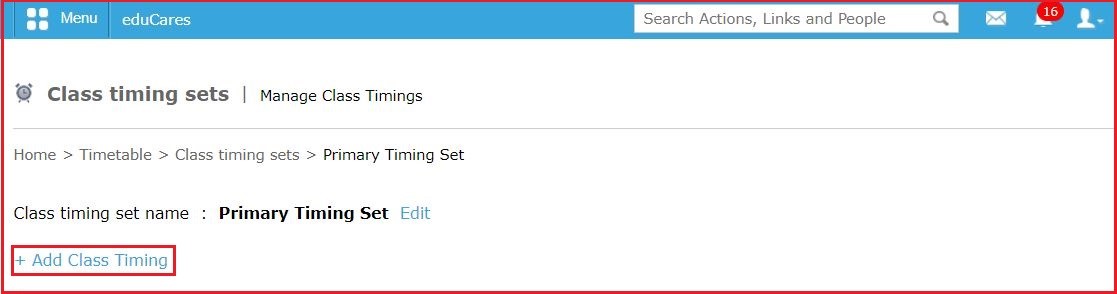 Menu eduCares Search Actions, Links and People 16
Class timing sets | Manage Class Timings
Home > Timetable > Class timing sets > Primary Timing Set
Class timing set name : Primary Timing Set Edit
+ Add Class Timing